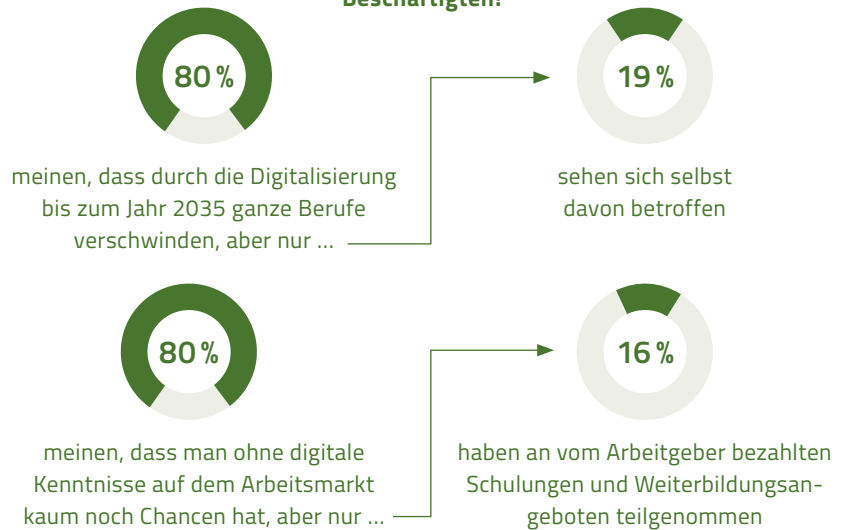 Beschäftigten:
80 %
19 %
meinen, dass durch die Digitalisierung
bis zum Jahr 2035 ganze Berufe
verschwinden, aber nur ...
sehen sich selbst
davon betroffen
80 %
16 %
meinen, dass man ohne digitale
Kenntnisse auf dem Arbeitsmarkt
kaum noch Chancen hat, aber nur ...
haben an vom Arbeitgeber bezahlten
Schulungen und Weiterbildungsan-
geboten teilgenommen